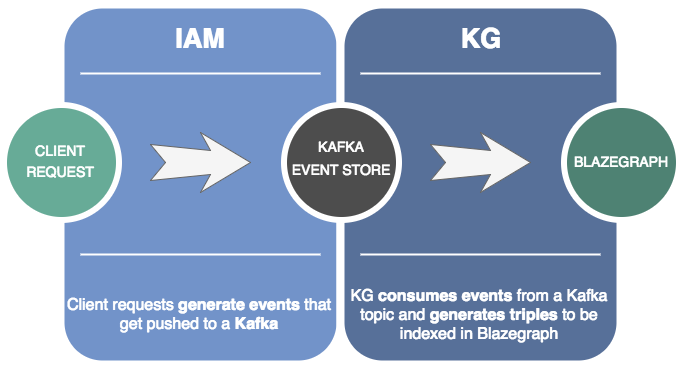 IAM
KG
CLIENT
REQUEST
KAFKA
EVENT STORE
BLAZEGRAPH
Client requests generate events that
get pushed to a Kafka
KG consumes events from a Kafka
topic and generates triples to be
indexed in Blazegraph